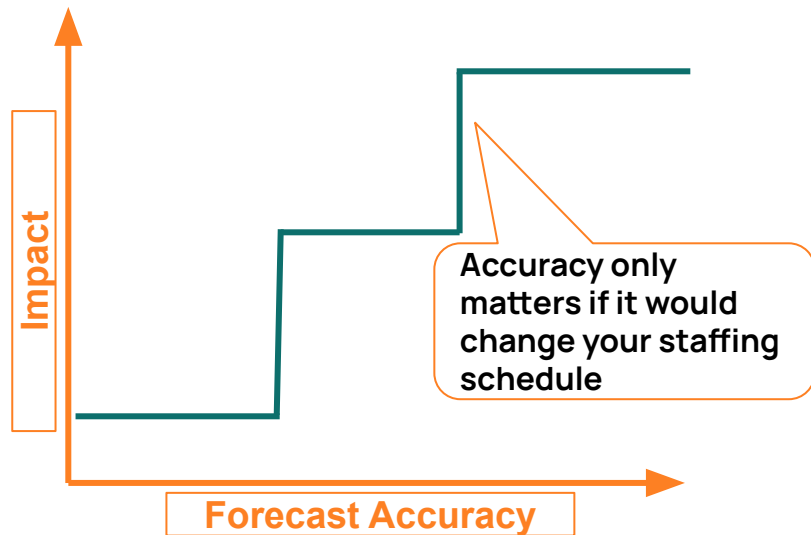 Impact
Accuracy only
matters if it would
change your staffing
schedule
Forecast Accuracy